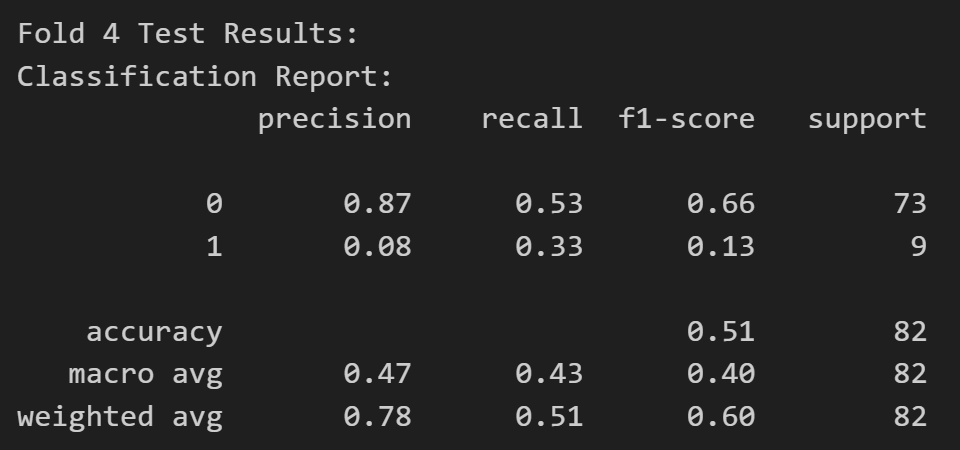 Fold 4 Test Results:
Classification Report:
precision recall f1-score support
0 0.87 0.53 0.66 73
1 0.08 0.33 0.13 9
accuracy 0.51 82
macro avg 0.47 0.43 0.40 82
weighted avg 0.78 0.51 0.60 82